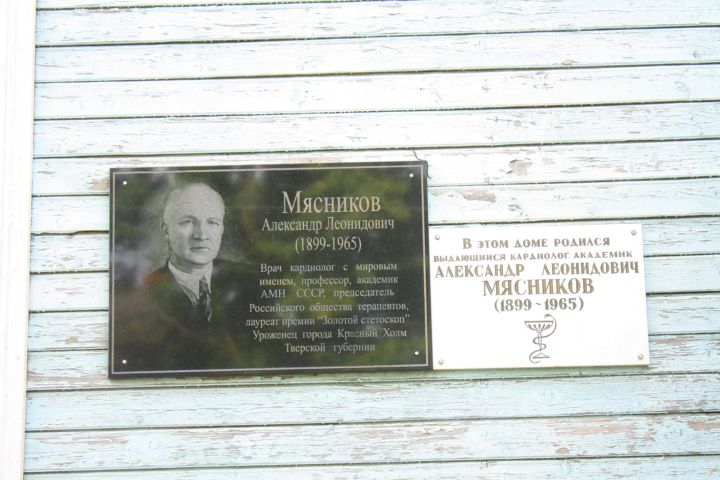 Мясников
Александр Леонидович
(1899-1965)
Врач кардиолог с мировым
именем, профессор, академик
АМН СССР, председатель
Российского общества терапевтов,
лауреат премии "Золотой стетоскоп"
Уроженец города Красный Холм
Тверской губернии
В ЭТОМ ДОМЕ РОДИЛСЯ
ВЫДАЮЩИЙСЯ КАРДИОЛОГ АКАДЕМИК
АЛЕКСАНДР ЛЕОНИДОВИЧ
МЯСНИКОВ
(1899~1965)